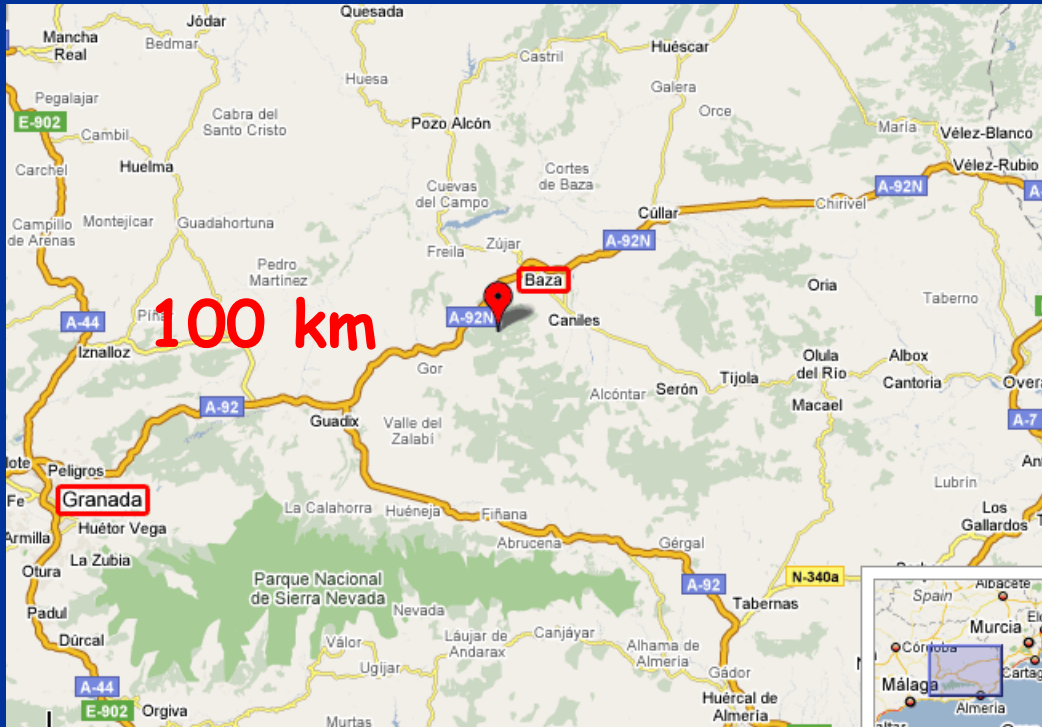 Quesada
Jódar
Mancha
Real
Bedmar
Huéscar
Castril
Huesa
Galera
Pegalajar
Orce
E-902
Cabra del
Santo Cristo
Pozo Alcón
María
Cambil
Vélez-Blanco
Huelma
Vélez-Rubio
Carchel
Cortes
de Baza
A-92N
Cuevas
del Campo
Chirivel
Cúllar
Campillo
de Arenas
Montejícar
Guadahortuna
A-92N
Zújar
Freila
Pedro
Martínez
Baza
Oria
Taberno
100 km
A-44
A-92N
Caniles
Iznalloz
Olula
del Río
Albox
Gor
Tíjola
Cantoria
Serón
Alcóntar
Macael
A-92
Guadix
Valle del
Zalabí
A-7
Peligros
Lubrin
Granada
Fe
La Calahorra
Huéneja
Fiñana
Los
Gallardos
Huétor Vega
Armilla
Abrucena
Gérgal
La Zubia
Otura
Parque Nacional
de Sierra Nevada
A-92
N-340a
Albacete
Spain
Nevada
Tabernas
Padul
Murcia
Dúrcal
Láujar de
Andarax
Canjáyar
Válor
Alhama de
Almería
Córdoba
Ugíjar
Gádor
Málaga
A-44
Huércal de
Almería
Almeria
E-902
Orgiva
Murtas